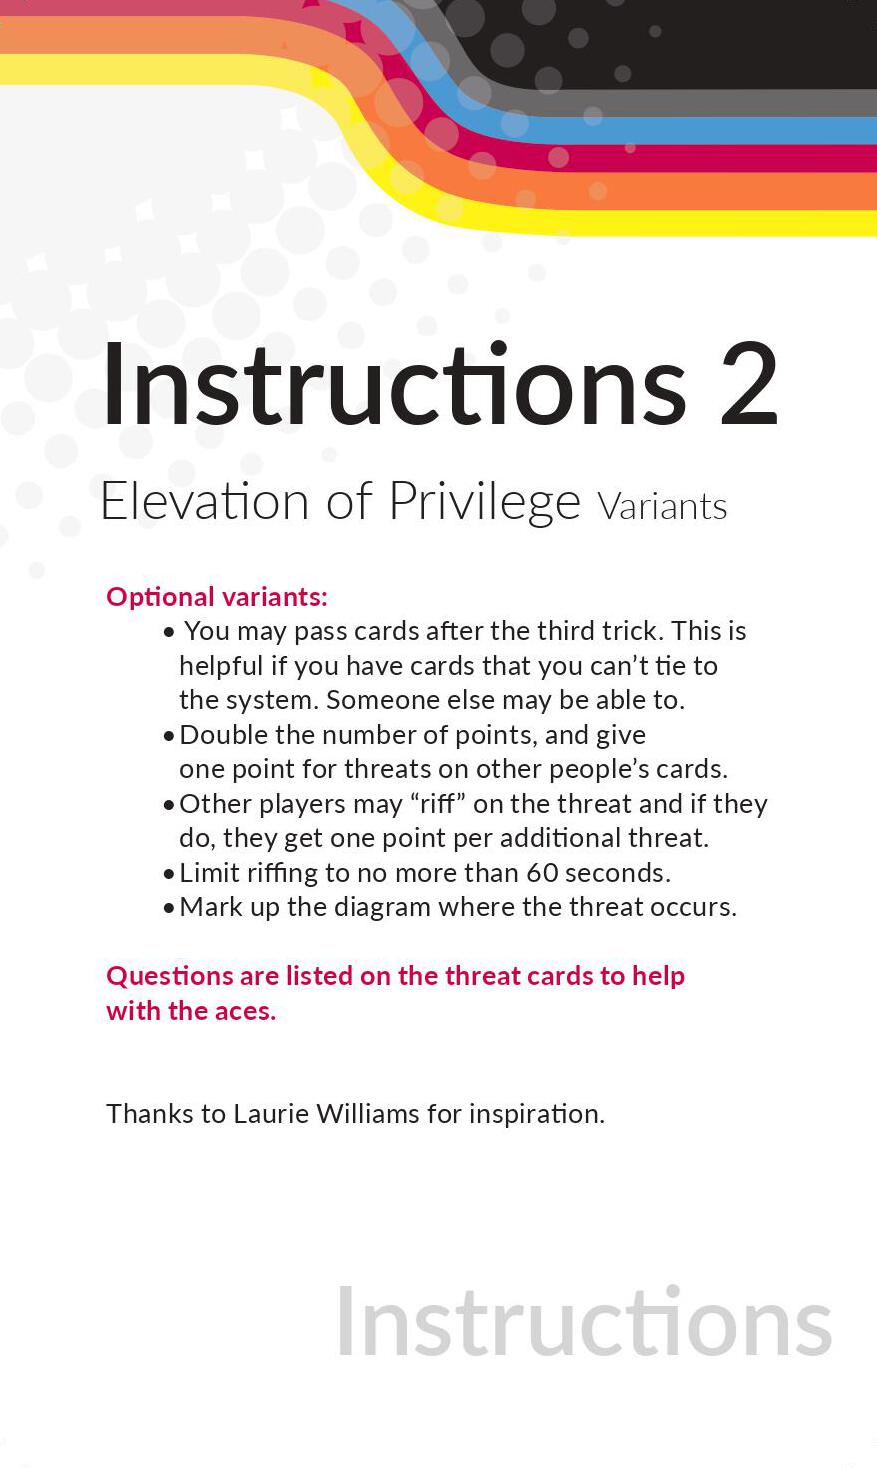 Instructions 2
Elevation of Privilege Variants
Optional variants:
• You may pass cards after the third trick. This is
helpful if you have cards that you can’t tie to
the system. Someone else may be able to.
•Double the number of points, and give
one point for threats on other people’s cards.
•Other players may “riff” on the threat and if they
do, they get one point per additional threat.
•Limit riffing to no more than 60 seconds.
•Mark up the diagram where the threat occurs.
Questions are listed on the threat cards to help
with the aces.
Thanks to Laurie Williams for inspiration.
Instructions